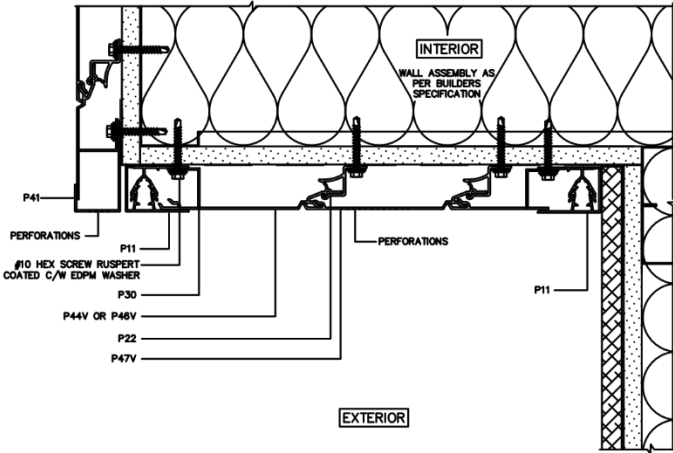 INTERIOR
WALL ASSEMBLY AS
PER BUILDERS
SPECIFICATION
P41
PERFORATIONS
P11
#10 HEX SCREW RUSPERT
COATED C/W EDPM WASHER
P30
P44V OR P46V
P22
P47V
PERFORATIONS
P11
EXTERIOR